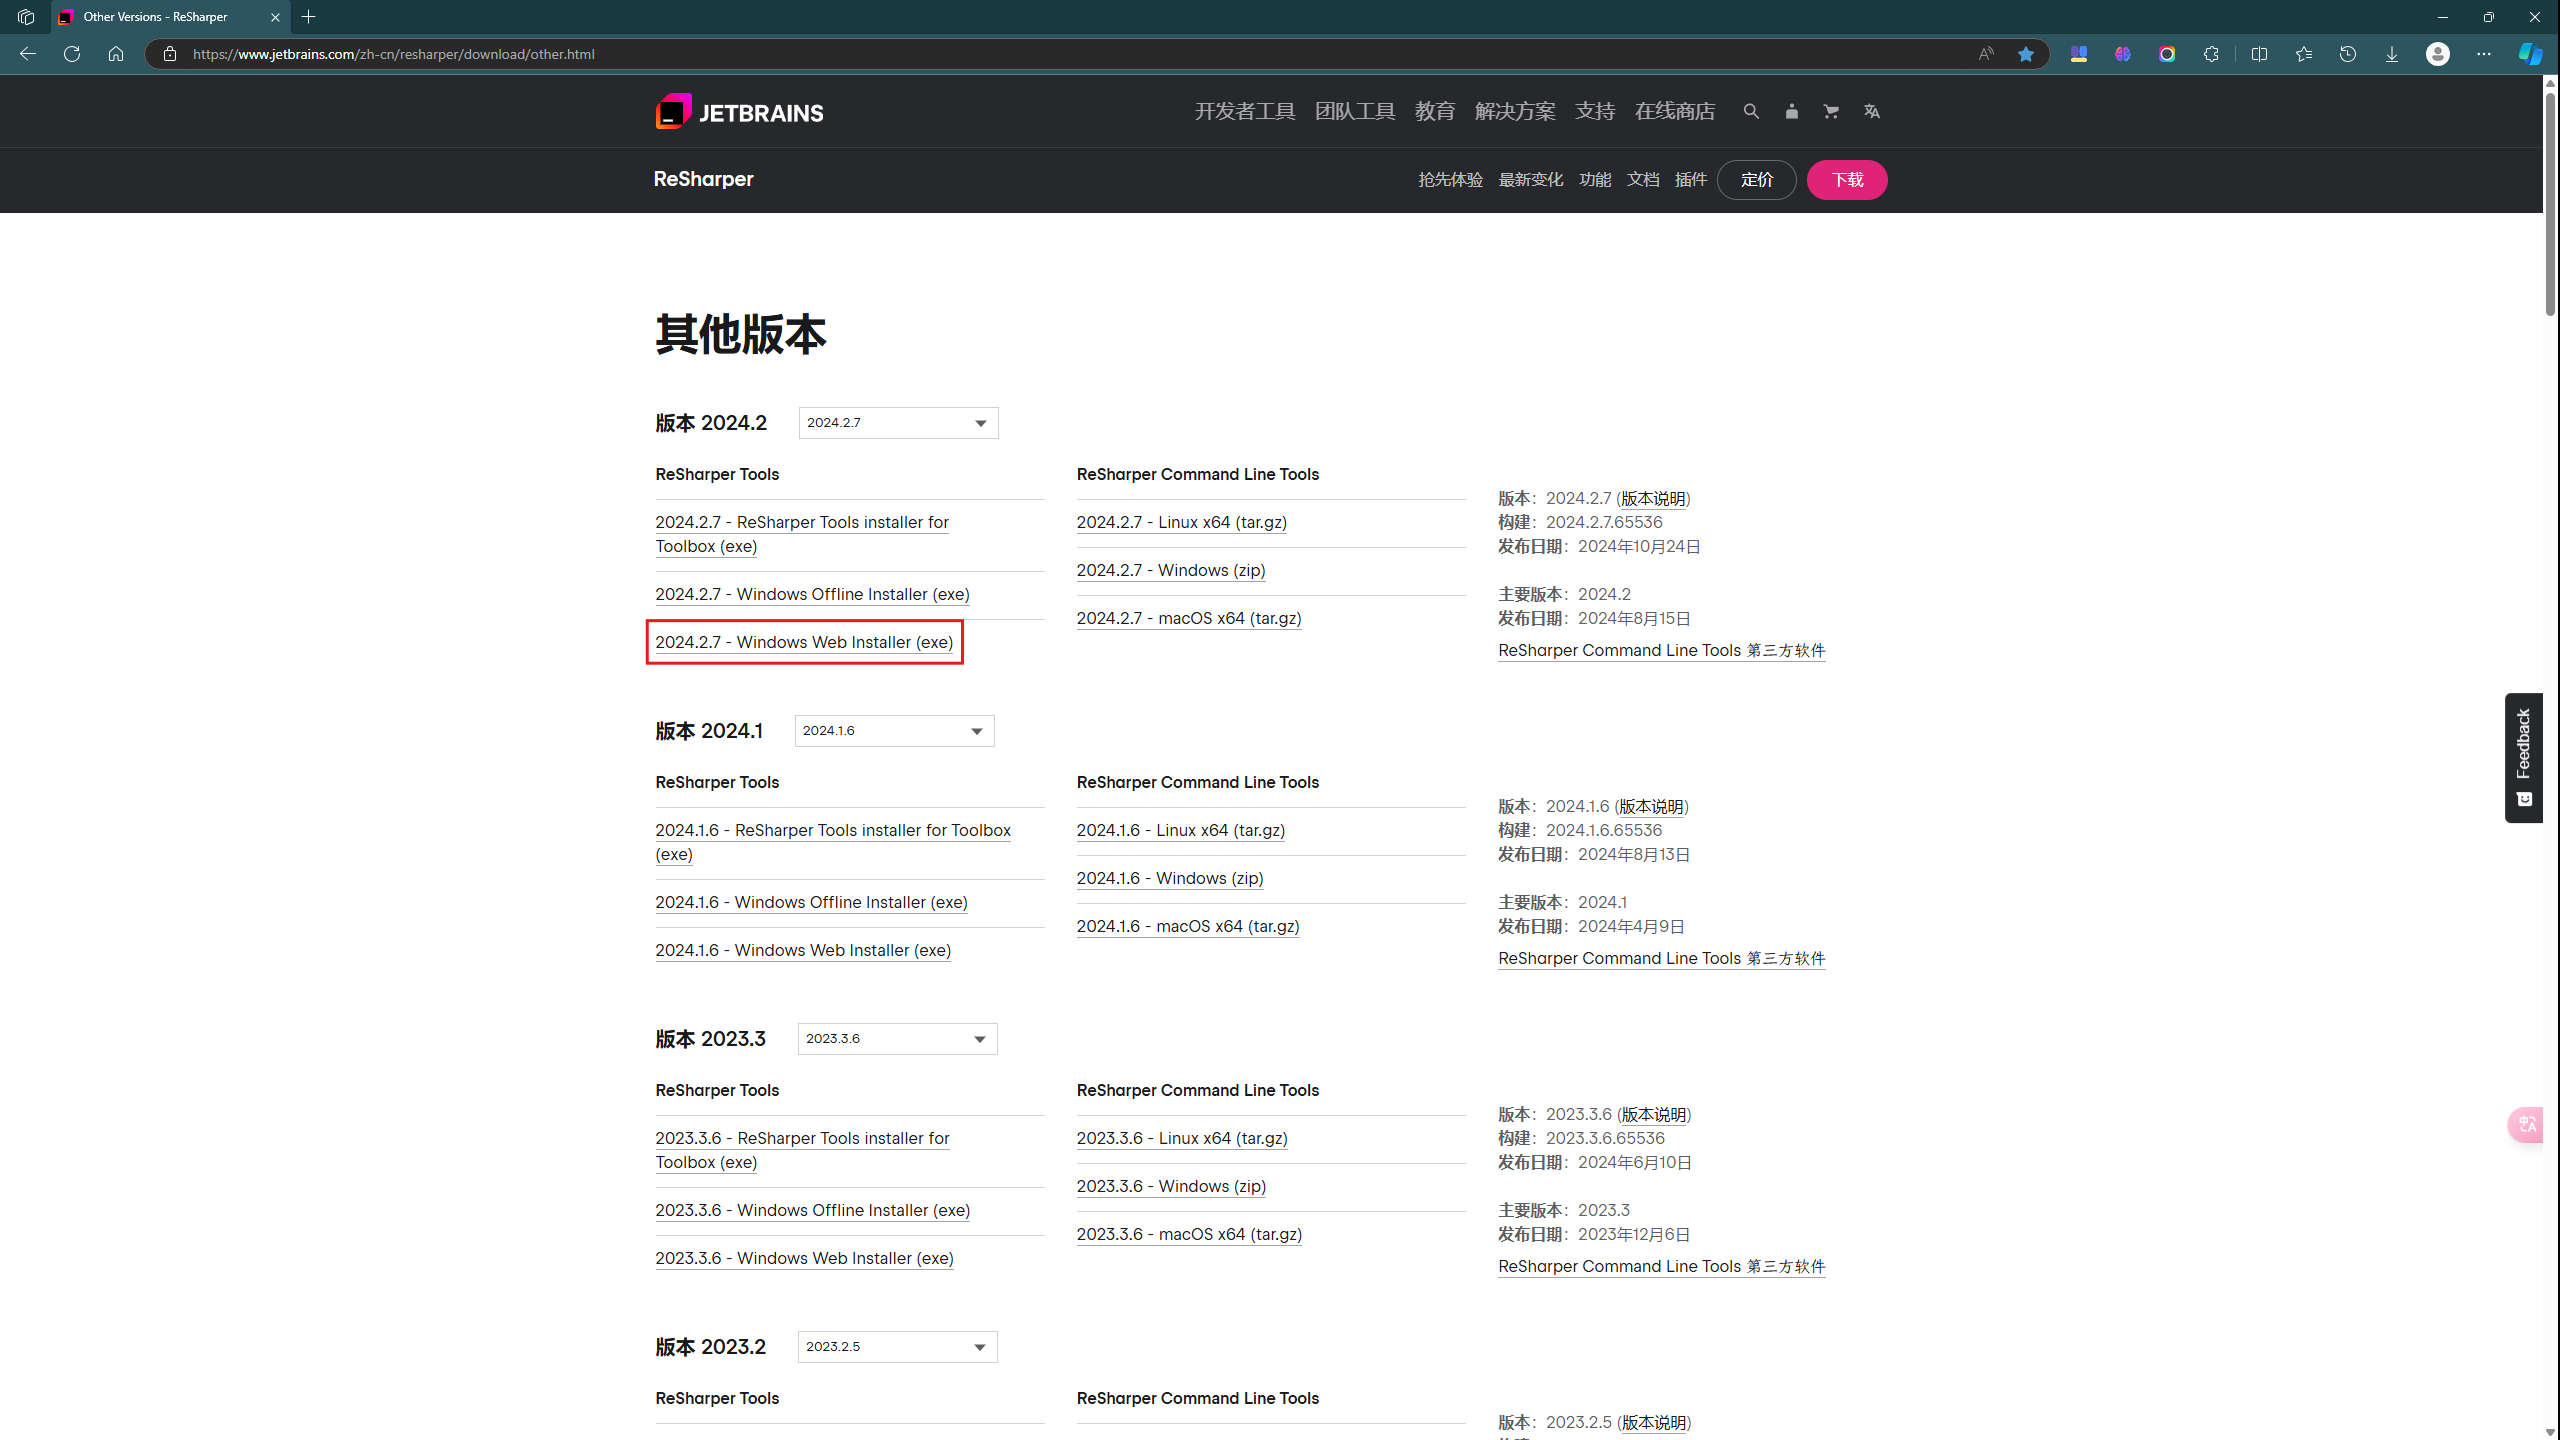 Other Versions - ReSharper
https://www.jetbrains.com/zh-cn/resharper/download/other.html
JETBRAINS
开发者工具 团队工具 教育 解决方案 支持 在线商店
ReSharper
抢先体验 最新变化 功能 文档 插件 定价 下载
其他版本
版本 2024.2 2024.2.7
ReSharper Tools
2024.2.7 - ReSharper Tools installer for
Toolbox (exe)
2024.2.7 - Windows Offline Installer (exe)
2024.2.7 - Windows Web Installer (exe)
ReSharper Command Line Tools
2024.2.7 - Linux x64 (tar.gz)
2024.2.7 - Windows (zip)
2024.2.7 - macOS x64 (tar.gz)
版本：2024.2.7 (版本说明)
构建：2024.2.7.65536
发布日期：2024年10月24日
主要版本：2024.2
发布日期：2024年8月15日
ReSharper Command Line Tools 第三方软件
版本 2024.1 2024.1.6
ReSharper Tools
2024.1.6 - ReSharper Tools installer for Toolbox
(exe)
2024.1.6 - Windows Offline Installer (exe)
2024.1.6 - Windows Web Installer (exe)
ReSharper Command Line Tools
2024.1.6 - Linux x64 (tar.gz)
2024.1.6 - Windows (zip)
2024.1.6 - macOS x64 (tar.gz)
版本：2024.1.6 (版本说明)
构建：2024.1.6.65536
发布日期：2024年8月13日
主要版本：2024.1
发布日期：2024年4月9日
ReSharper Command Line Tools 第三方软件
Feedback
版本 2023.3 2023.3.6
ReSharper Tools
2023.3.6 - ReSharper Tools installer for
Toolbox (exe)
2023.3.6 - Windows Offline Installer (exe)
2023.3.6 - Windows Web Installer (exe)
ReSharper Command Line Tools
2023.3.6 - Linux x64 (tar.gz)
2023.3.6 - Windows (zip)
2023.3.6 - macOS x64 (tar.gz)
版本：2023.3.6 (版本说明)
构建：2023.3.6.65536
发布日期：2024年6月10日
主要版本：2023.3
发布日期：2023年12月6日
ReSharper Command Line Tools 第三方软件
版本 2023.2 2023.2.5
ReSharper Tools
ReSharper Command Line Tools
版本：2023.2.5 (版本说明)